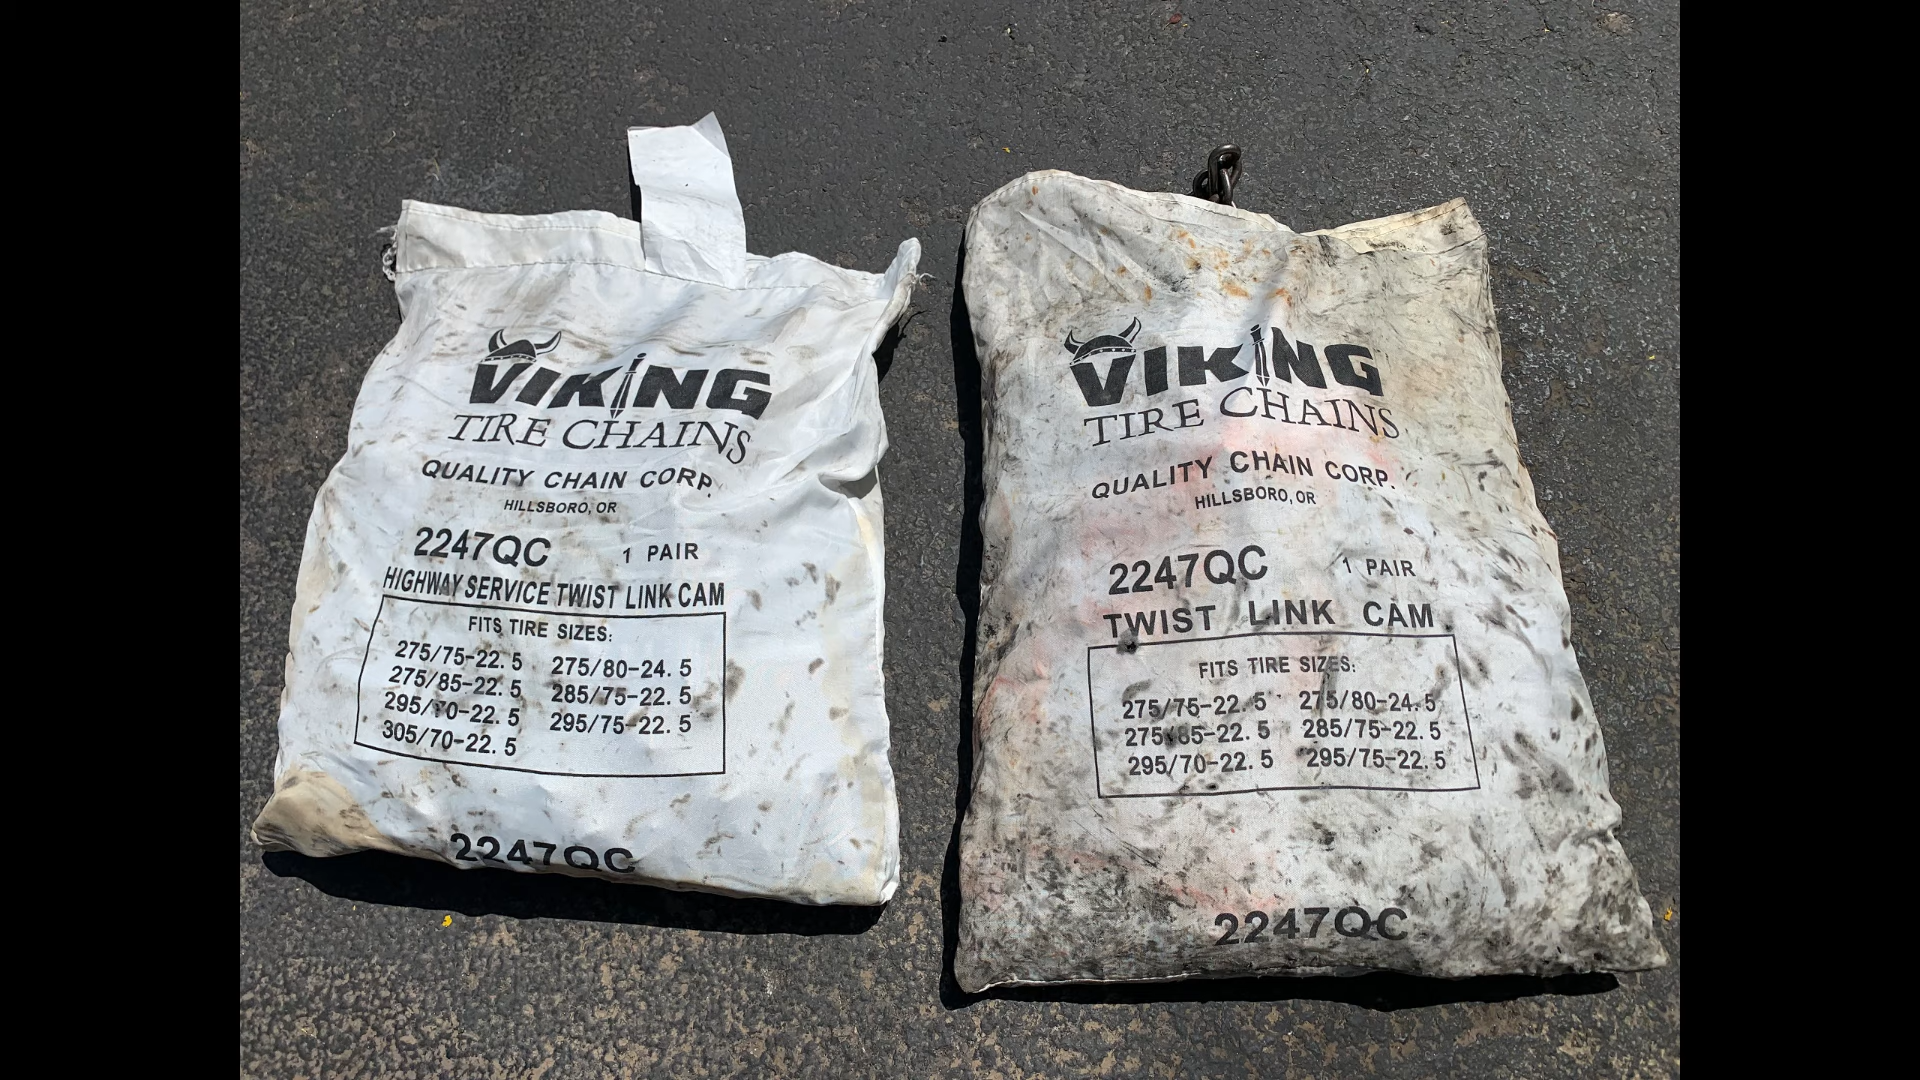 VIKING
TIRE CHAINS
QUALITY CHAIN CORP.
HILLSBORO, OR
2247QC 1 PAIR
HIGHWAY SERVICE TWIST LINK CAM
FITS TIRE SIZES:
275/75-22.5 275/80-24.5
275/85-22.5 285/75-22.5
295/70-22.5 295/75-22.5
305/70-22.5
2247QC
VIKING
TIRE CHAINS
QUALITY CHAIN CORP.
HILLSBORO, OR
2247QC 1 PAIR
TWIST LINK CAM
FITS TIRE SIZES:
275/75-22.5 275/80-24.5
275/85-22.5 285/75-22.5
295/70-22.5 295/75-22.5
2247QC